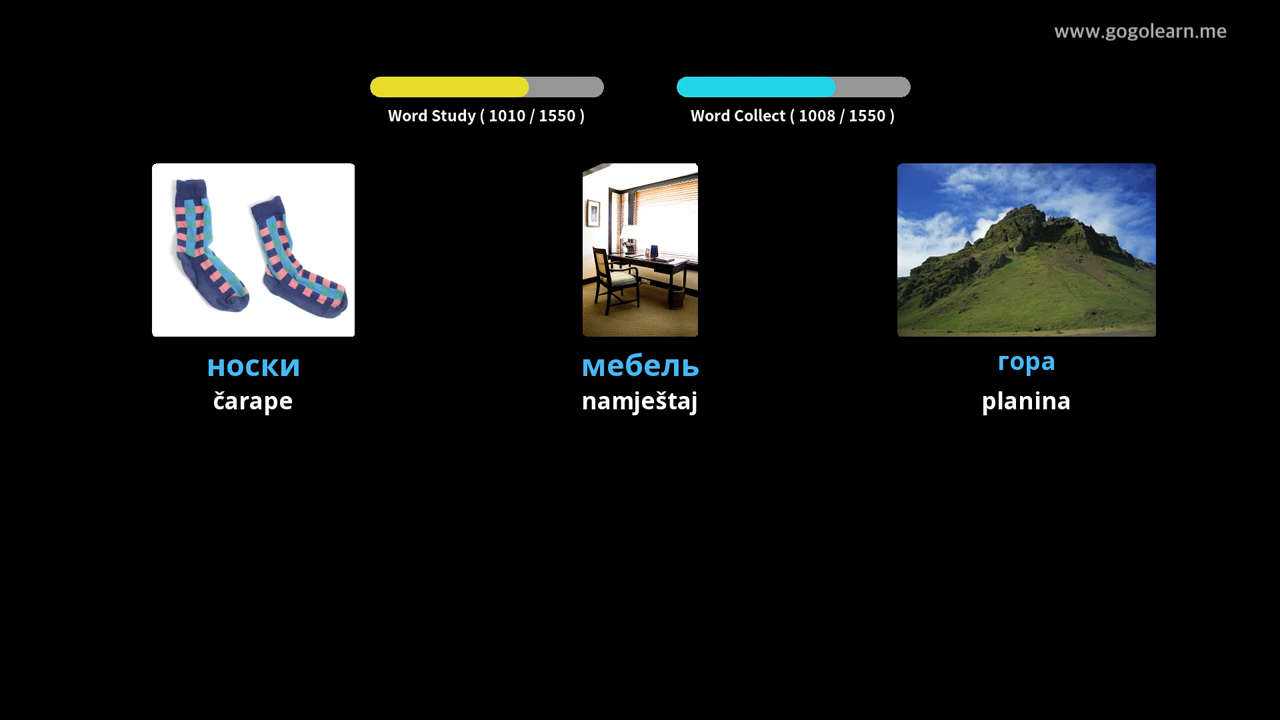 www.gogolearn.me
Word Study ( 1010 / 1550 )
Word Collect ( 1008 / 1550 )
носки
čarape
мебель
namještaj
гора
planina